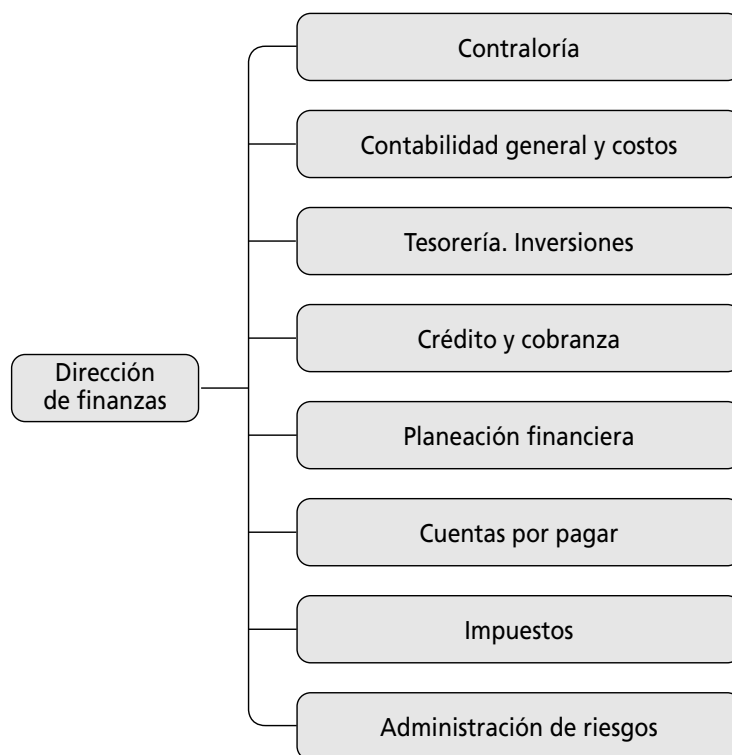 Contraloría
Contabilidad general y costos
Tesorería. Inversiones
Crédito y cobranza
Dirección
de finanzas
Planeación financiera
Cuentas por pagar
Impuestos
Administración de riesgos